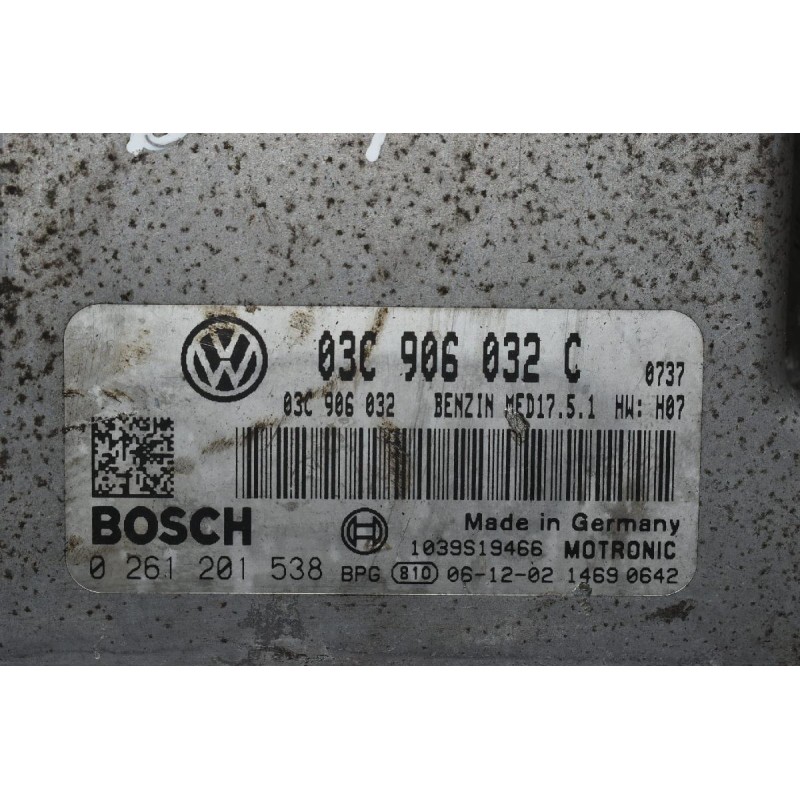 03C 906 032 C 0737
03C 906 032 BENZIN MED17.5.1 HW: H07
BOSCH Made in Germany
1039S19466 MOTRONIC
0 261 201 538 BPG 810 06-12-02 1469 0642